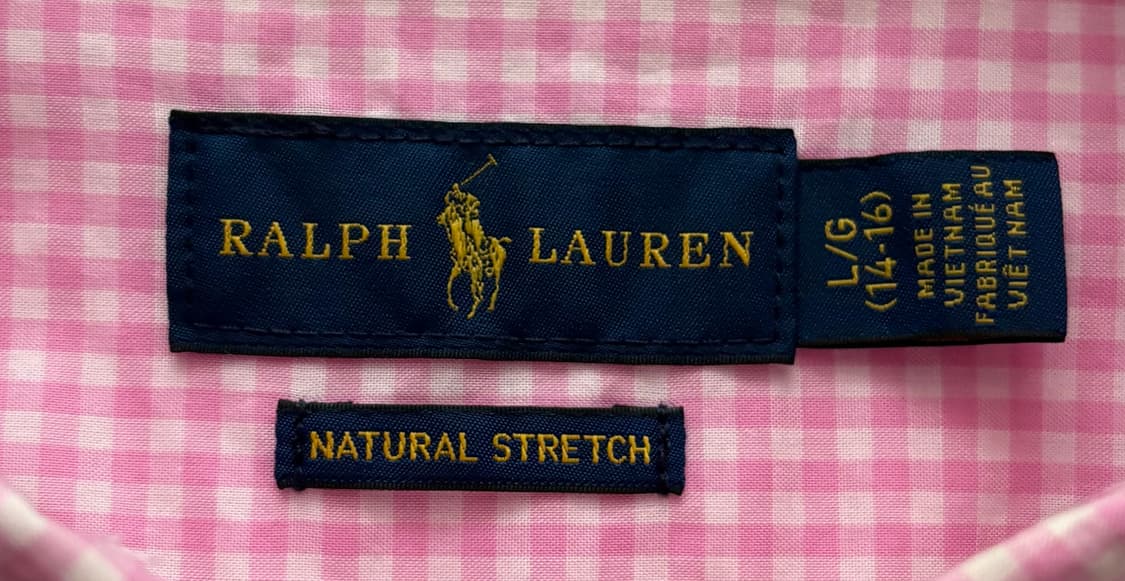 RALPH LAUREN
L/G
(14-16)
MADE IN
VIETNAM
FABRIQUÉ AU
VIÊT NAM
NATURAL STRETCH